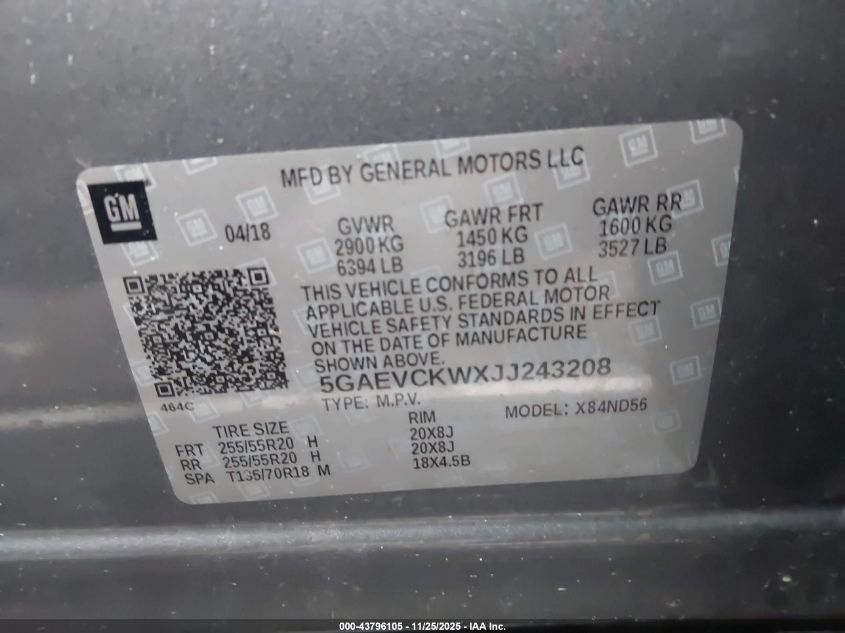 MFD BY GENERAL MOTORS LLC
GM
04/18
GVWR GAWR FRT GAWR RR
2900 KG 1450 KG 1600 KG
6394 LB 3196 LB 3527 LB
THIS VEHICLE CONFORMS TO ALL
APPLICABLE U.S. FEDERAL MOTOR
VEHICLE SAFETY STANDARDS IN EFFECT
ON THE DATE OF MANUFACTURE
SHOWN ABOVE.
5GAEVCKWXJJ243208
464C
TYPE: M.P.V. MODEL: X84ND56
TIRE SIZE RIM
FRT 255/55R20 H 20X8J
RR 255/55R20 H 20X8J
SPA T135/70R18 M 18X4.5B
000-43796105 - 11/25/2025 - IAA Inc.